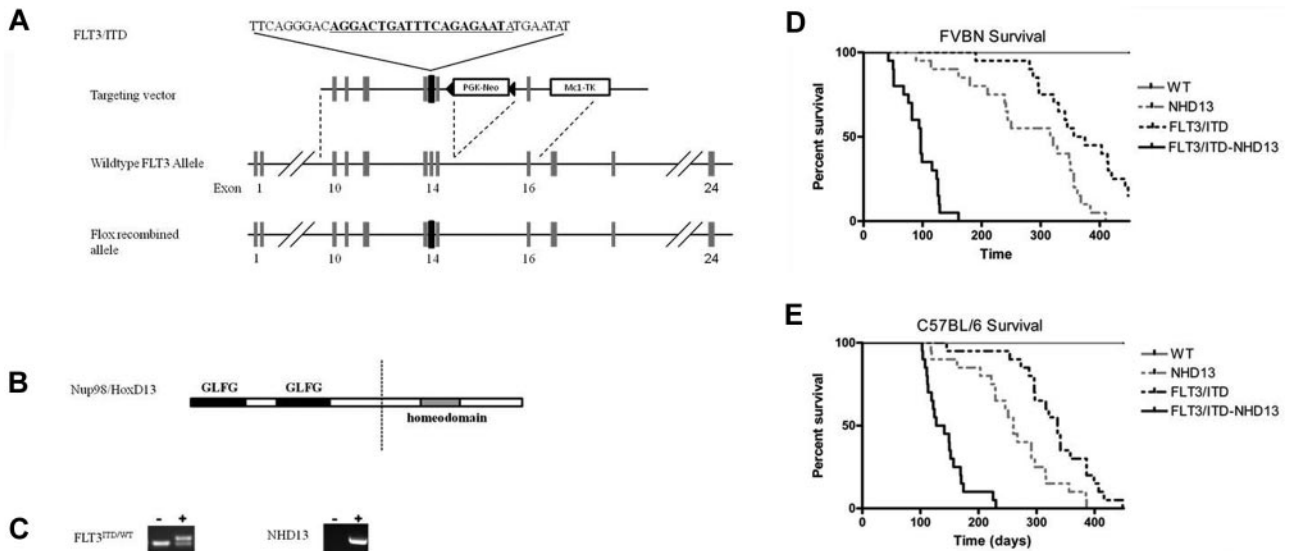 A
FLT3/ITD
TTCAGGGACAGGACTGATTTCAGAGAATATGAATAT
Targeting vector
PGK-Neo
Mc1-TK
Wildtype FLT3 Allele
Exon 1 10 14 16 24
Flox recombined
allele
1 10 14 16 24
B
Nup98/HoxD13
GLFG GLFG
homeodomain
C
FLT3ITD/WT
- +
NHD13
- +
D
FVBN Survival
Percent survival
100
50
0
0 100 200 300 400
Time
WT
NHD13
FLT3/ITD
FLT3/ITD-NHD13
E
C57BL/6 Survival
Percent survival
100
50
0
0 100 200 300 400
Time (days)
WT
NHD13
FLT3/ITD
FLT3/ITD-NHD13